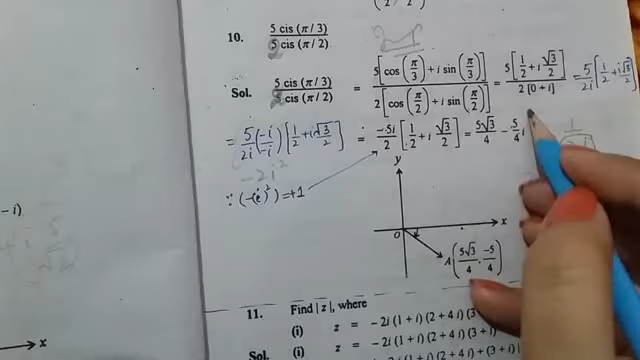 10. 5 cis (π / 3) / 5 cis (π / 2)
Sol. 5 cis (π / 3) / 5 cis (π / 2) = 5[cos(π/3) + i sin(π/3)] / 2[cos(π/2) + i sin(π/2)] = 5[1/2 + i √3/2] / 2 [0 + i] = 5/2i [1/2 + i√3/2]
= 5/2i (-i/-i) [1/2 + i√3/2] = -5i/2 [1/2 + i √3/2] = 5√3/4 − 5/4 i
-2i²
∵ (-(i)²) = +1
y
O
x
A(5√3/4, -5/4)
− i)
x
11. Find | z |, where
(i) z = − 2i (1 + i) (2 + 4i) (3
Sol. (i) z = − 2i (1 + i) (2 + 4i) (3 + i)